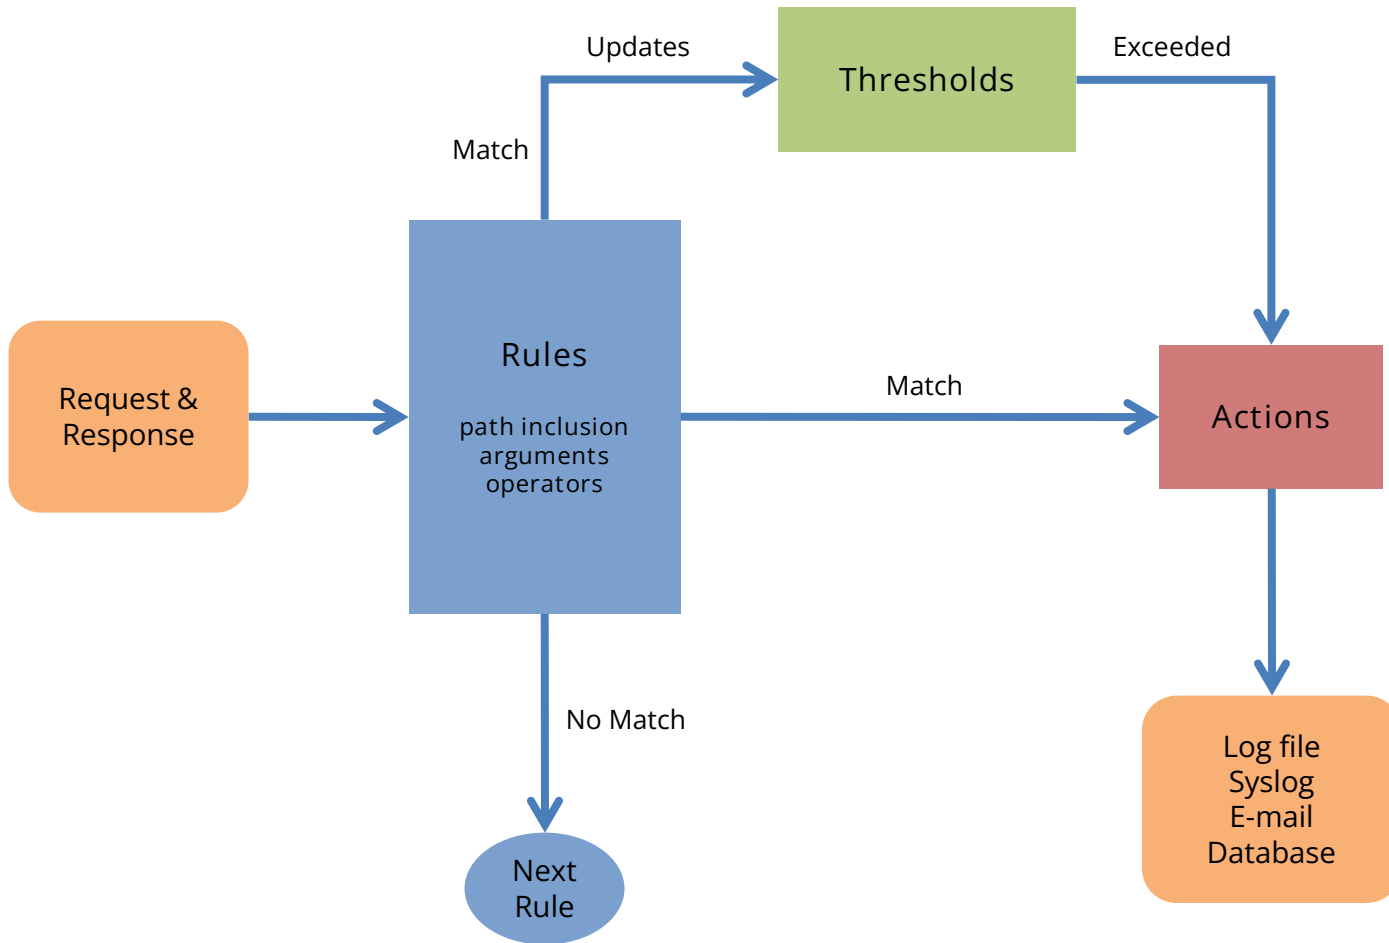 Updates
Thresholds
Exceeded
Match
Rules
path inclusion
arguments
operators
Request &
Response
Match
Actions
No Match
Next
Rule
Log file
Syslog
E-mail
Database